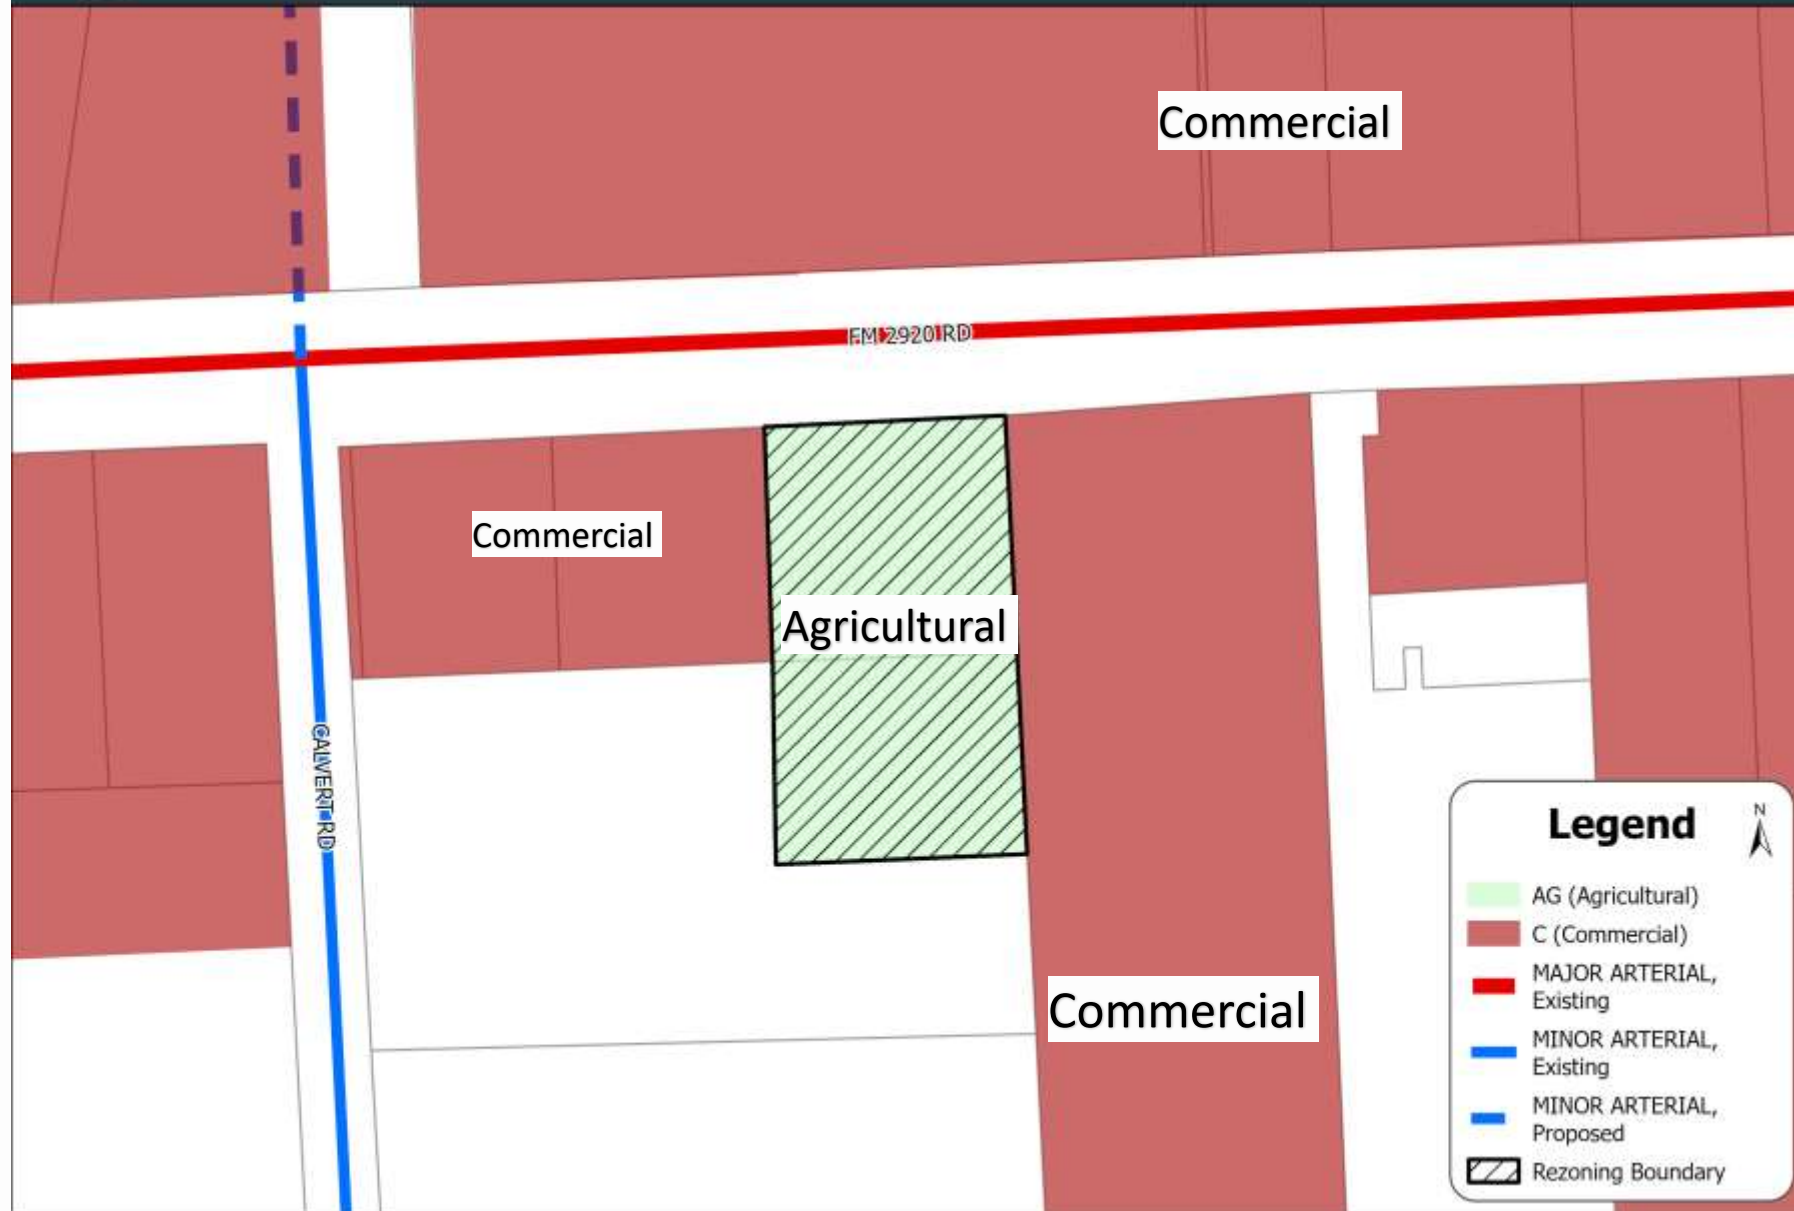 Commercial
FM 2920 RD
Commercial
Agricultural
CALVERT RD
Commercial
Legend
N
AG (Agricultural)
C (Commercial)
MAJOR ARTERIAL,
Existing
MINOR ARTERIAL,
Existing
MINOR ARTERIAL,
Proposed
Rezoning Boundary